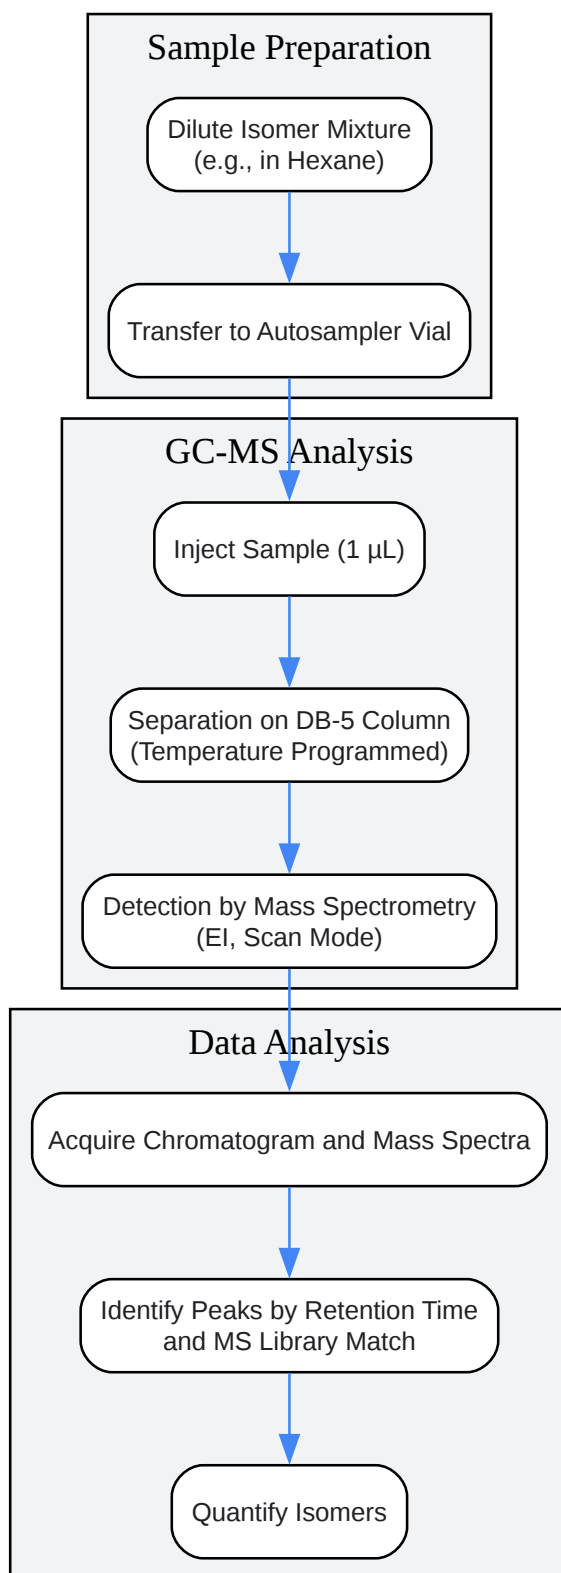 Sample Preparation
Dilute Isomer Mixture
(e.g., in Hexane)
Transfer to Autosampler Vial
GC-MS Analysis
Inject Sample (1 µL)
Separation on DB-5 Column
(Temperature Programmed)
Detection by Mass Spectrometry
(EI, Scan Mode)
Data Analysis
Acquire Chromatogram and Mass Spectra
Identify Peaks by Retention Time
and MS Library Match
Quantify Isomers